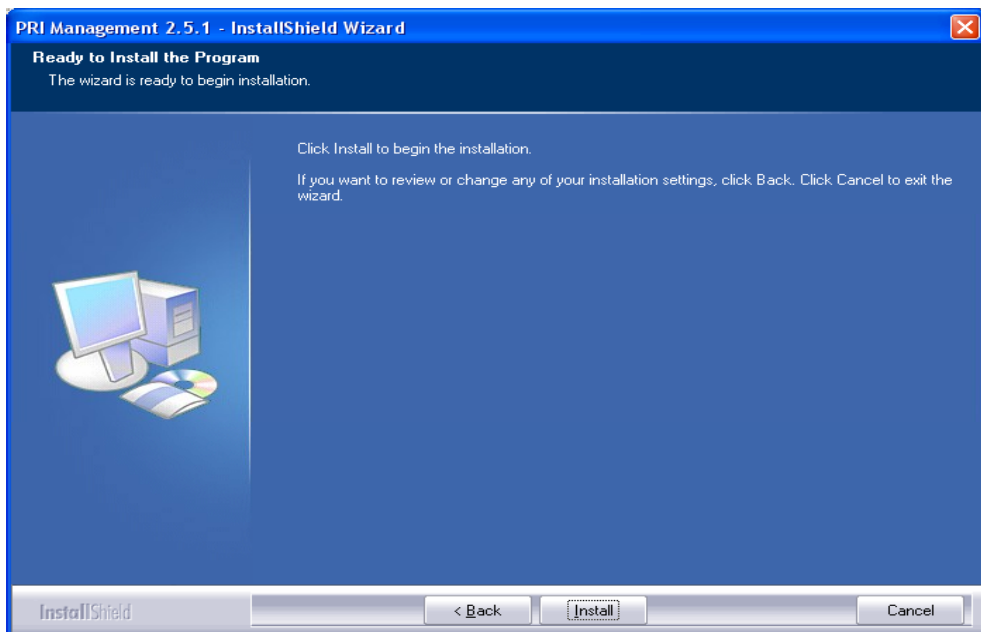 PRI Management 2.5.1 - InstallShield Wizard
Ready to Install the Program
The wizard is ready to begin installation.
Click Install to begin the installation.
If you want to review or change any of your installation settings, click Back. Click Cancel to exit the
wizard.
InstallShield
< Back
Install
Cancel